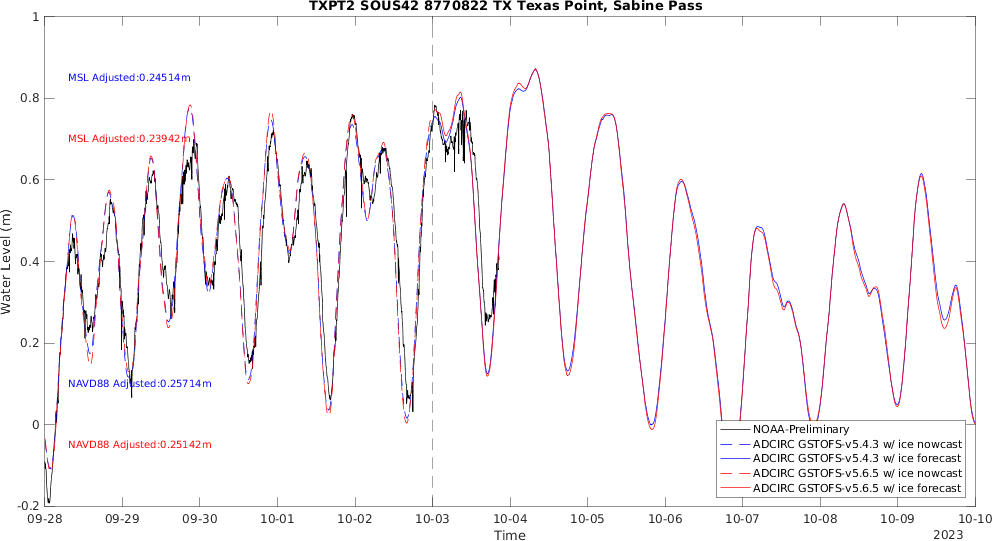 TXPT2 SOUS42 8770822 TX Texas Point, Sabine Pass
1
0.8
0.6
0.4
0.2
0
-0.2
Water Level (m)
MSL Adjusted:0.24514m
MSL Adjusted:0.23942m
NAVD88 Adjusted:0.25714m
NAVD88 Adjusted:0.25142m
NOAA-Preliminary
ADCIRC GSTOFS-v5.4.3 w/ ice nowcast
ADCIRC GSTOFS-v5.4.3 w/ ice forecast
ADCIRC GSTOFS-v5.6.5 w/ ice nowcast
ADCIRC GSTOFS-v5.6.5 w/ ice forecast
09-28 09-29 09-30 10-01 10-02 10-03 10-04 10-05 10-06 10-07 10-08 10-09 10-10
Time
2023